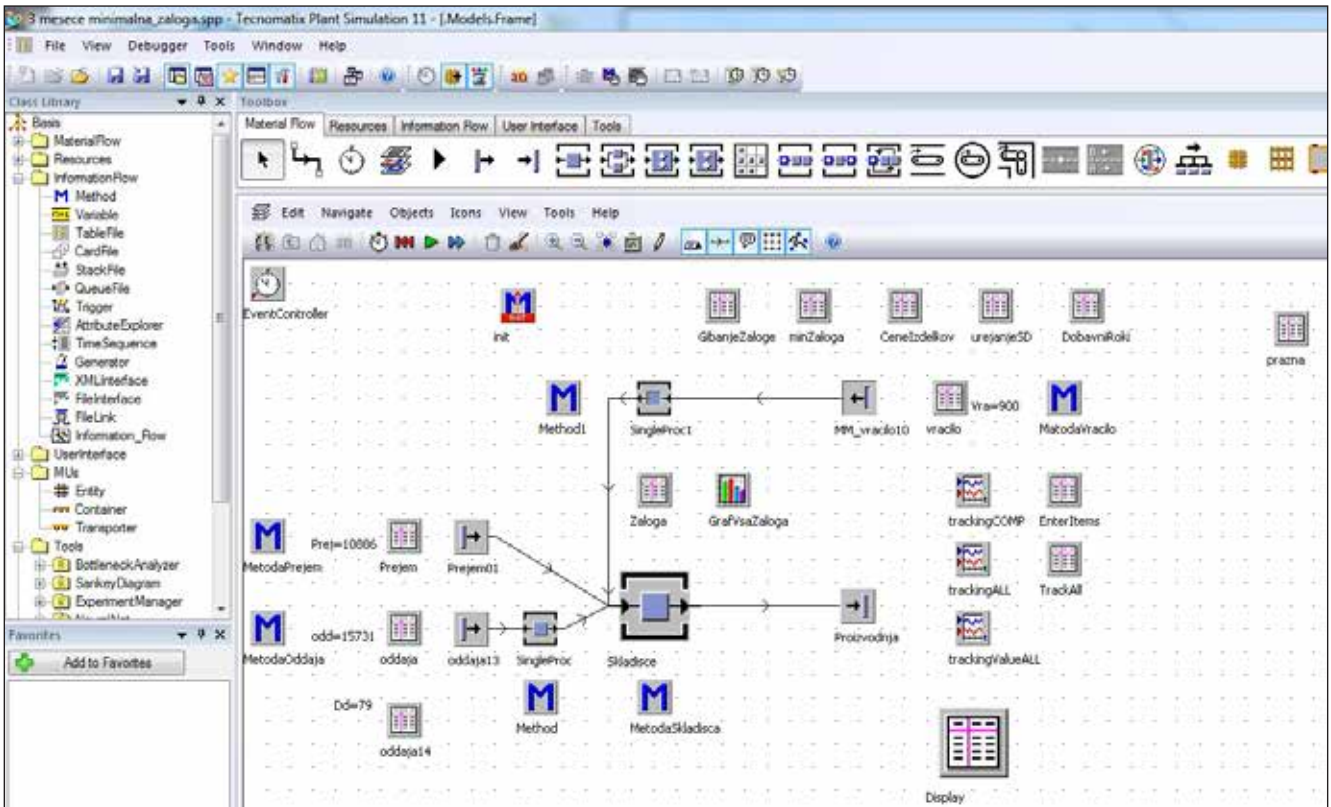 3 mesece minimalna_zaloga.spp - Tecnomatix Plant Simulation 11 - [.Models.Frame]
File View Debugger Tools Window Help
3D
Class Library
Toolbox
Basis
MaterialFlow
Resources
InformationFlow
Method
Variable
TableFile
CardFile
StackFile
QueueFile
Trigger
AttributeExplorer
TimeSequence
Generator
XMLInterface
FileInterface
FileLink
Information_Flow
UserInterface
MUs
Entity
Container
Transporter
Tools
BottleneckAnalyzer
SankeyDiagram
ExperimentManager
Favorites
Add to Favorites
Material Flow Resources Information Flow User Interface Tools
Edit Navigate Objects Icons View Tools Help
EventController
init
GibanjeZaloge minZaloga CeneIzdelkov urejanjeSD DobavniRoki
prazna
Vra=900
Method1 SingleProc1 MM_vracilo10 vracilo MatodaVracilo
Zaloga GrafVsaZaloga trackingCOMP EnterItems
Prej=10886
MetodaPrejem Prejem Prejem01
trackingALL TrackAll
odd=15731
Proizvodnja
MetodaOddaja oddaja oddaja13 SingleProc Skladisce
trackingValueALL
Dd=79
Method MetodaSkladisca
oddaja14
Display